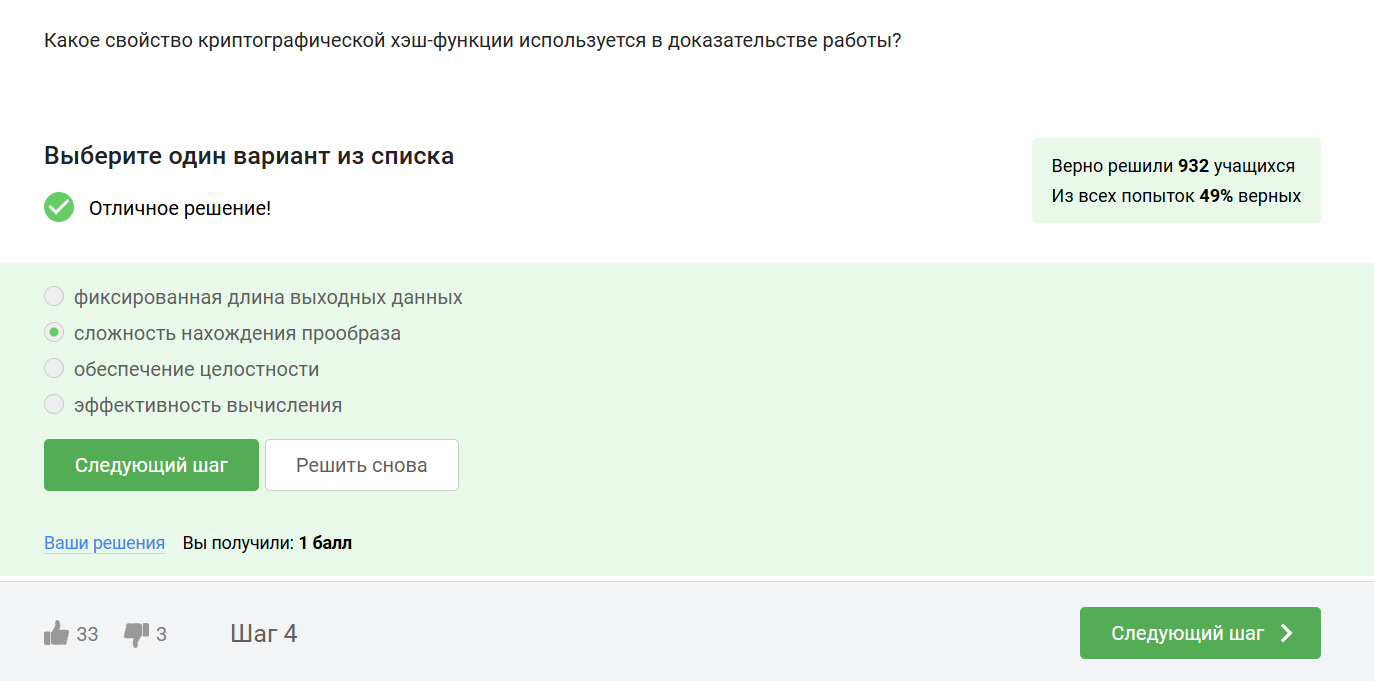 Какое свойство криптографической хэш-функции используется в доказательстве работы?
Выберите один вариант из списка
Верно решили 932 учащихся
Из всех попыток 49% верных
Отличное решение!
фиксированная длина выходных данных
сложность нахождения прообраза
обеспечение целостности
эффективность вычисления
Следующий шаг
Решить снова
Ваши решения Вы получили: 1 балл
33 3 Шаг 4
Следующий шаг